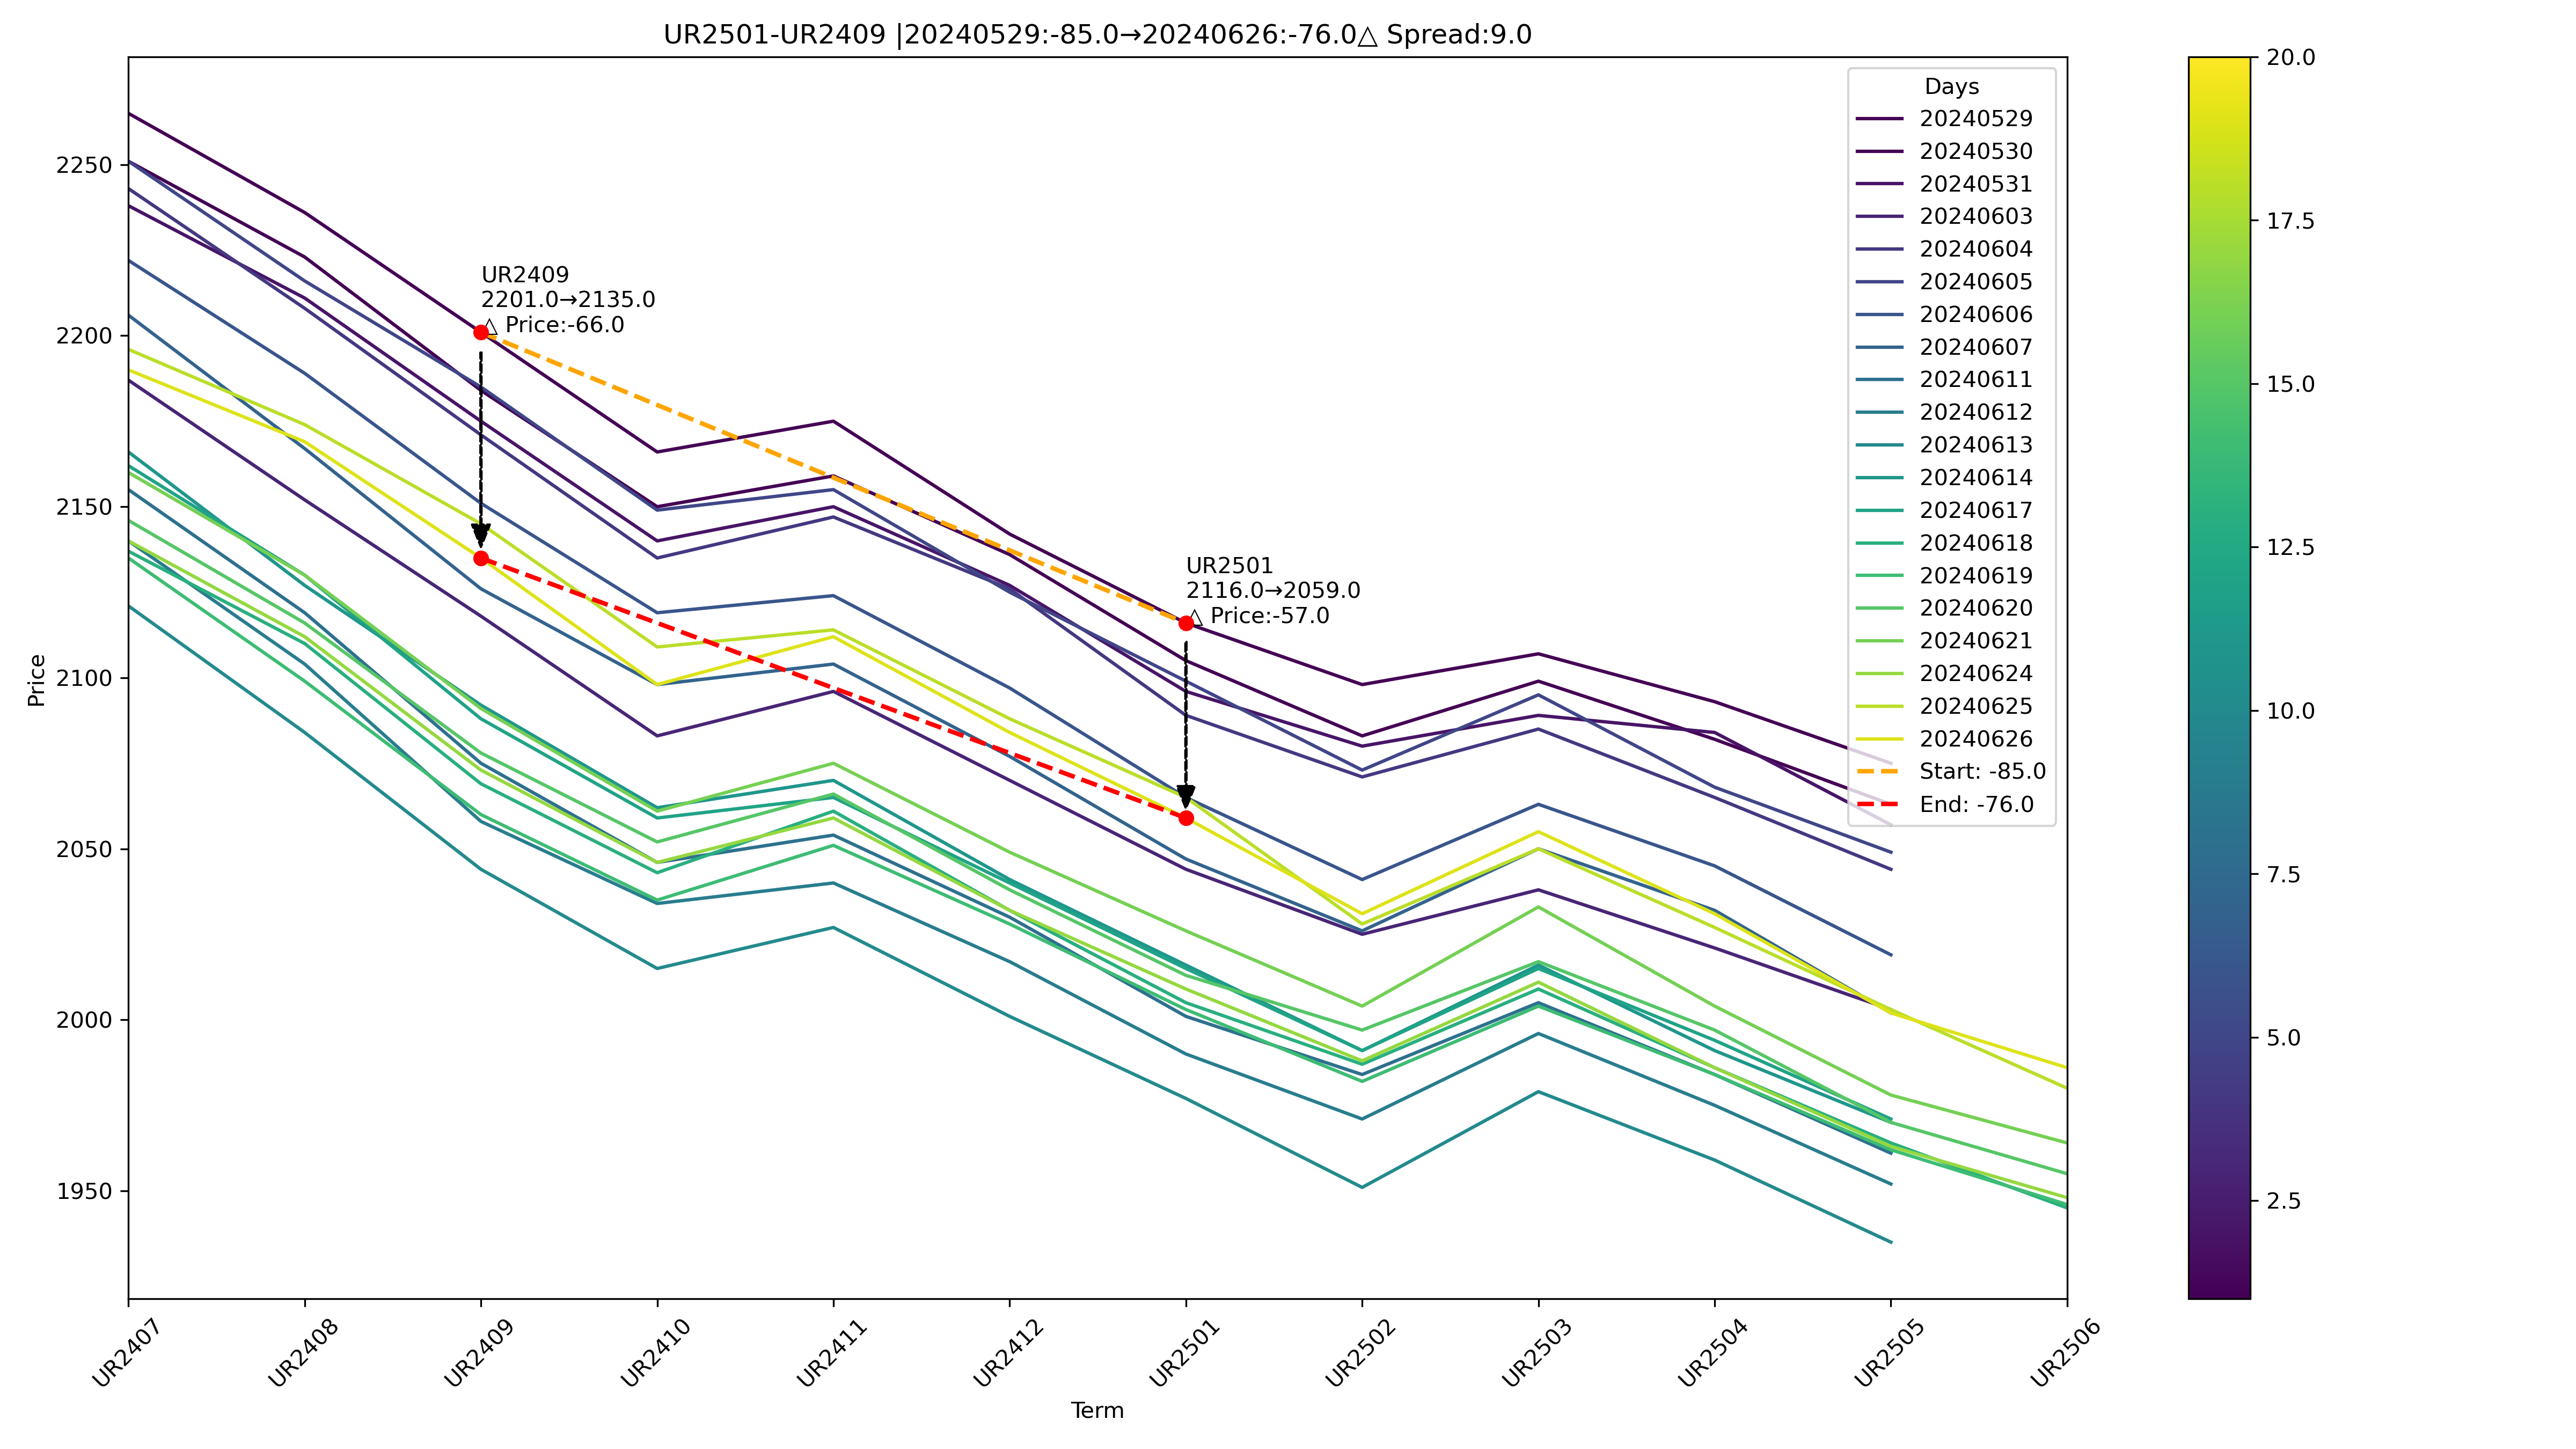 UR2501-UR2409 |20240529:-85.0→20240626:-76.0△ Spread:9.0
Price
2250
2200
2150
2100
2050
2000
1950
UR2409
2201.0→2135.0
△ Price:-66.0
UR2501
2116.0→2059.0
△ Price:-57.0
Days
20240529
20240530
20240531
20240603
20240604
20240605
20240606
20240607
20240611
20240612
20240613
20240614
20240617
20240618
20240619
20240620
20240621
20240624
20240625
20240626
Start: -85.0
End: -76.0
20.0
17.5
15.0
12.5
10.0
7.5
5.0
2.5
UR2407
UR2408
UR2409
UR2410
UR2411
UR2412
UR2501
UR2502
UR2503
UR2504
UR2505
UR2506
Term